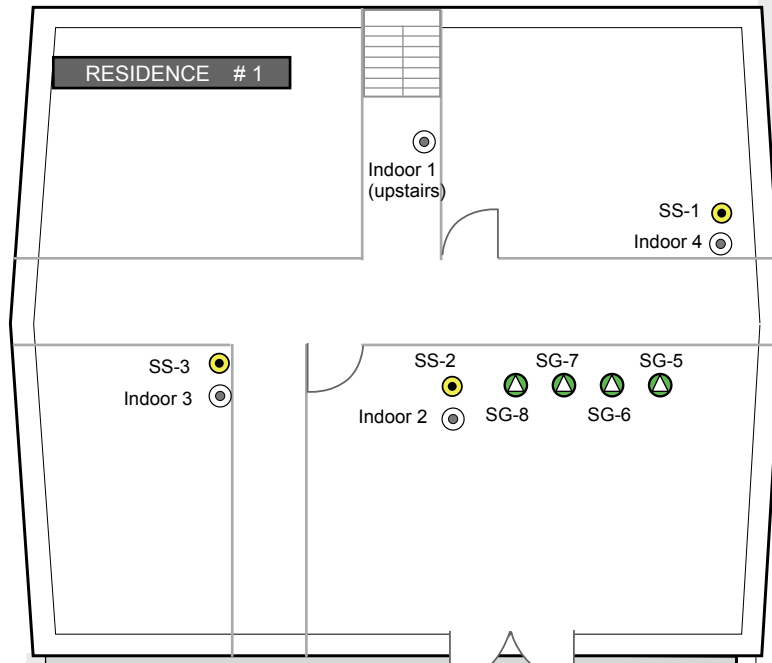 RESIDENCE # 1
Indoor 1
(upstairs)
SS-1
Indoor 4
SS-3
Indoor 3
SS-2
Indoor 2
SG-7
SG-5
SG-8
SG-6